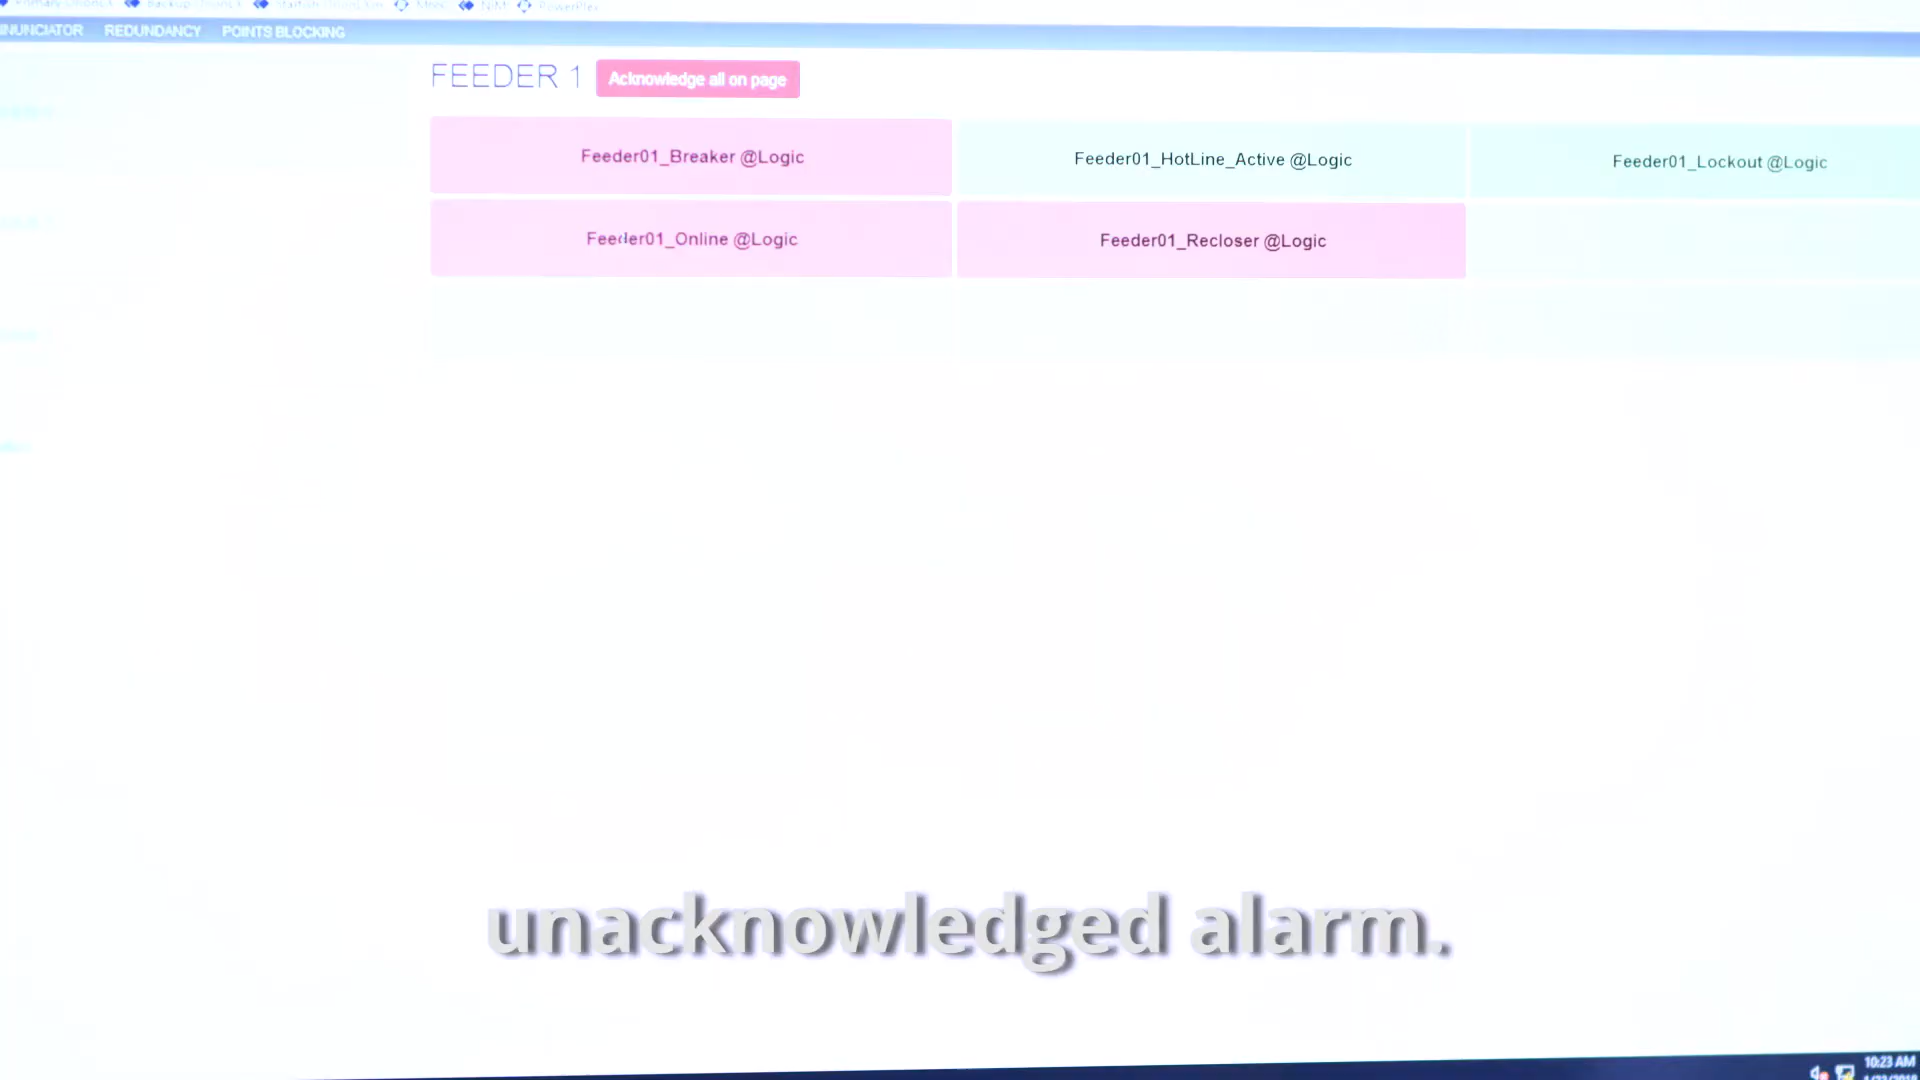 REDUNDANCY POINTS BLOCKING
FEEDER 1 Acknowledge all on page
Feeder01_Breaker @Logic Feeder01_HotLine_Active @Logic Feeder01_Lockout @Logic
Feeder01_Online @Logic Feeder01_Recloser @Logic
unacknowledged alarm.
10:23 AM